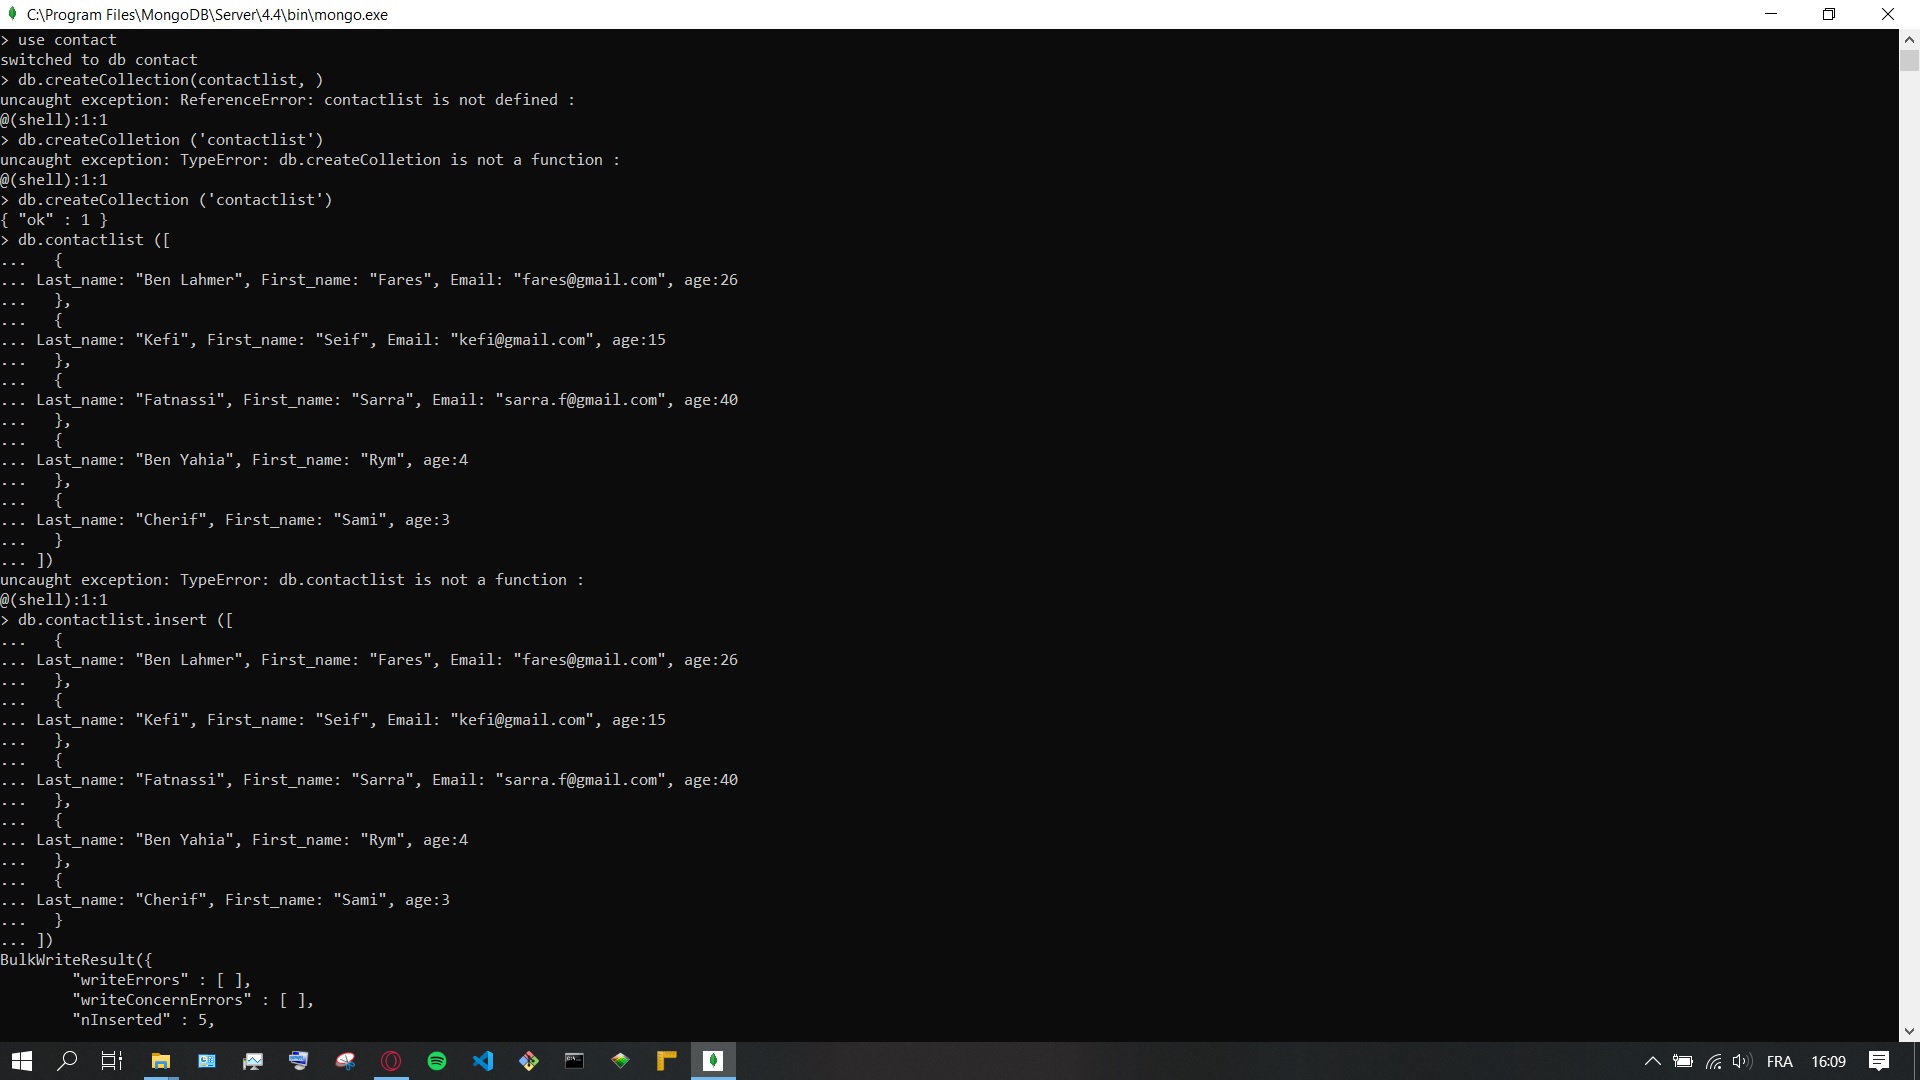 C:\Program Files\MongoDB\Server\4.4\bin\mongo.exe
> use contact
switched to db contact
> db.createCollection(contactlist, )
uncaught exception: ReferenceError: contactlist is not defined :
@(shell):1:1
> db.createColletion ('contactlist')
uncaught exception: TypeError: db.createColletion is not a function :
@(shell):1:1
> db.createCollection ('contactlist')
{ "ok" : 1 }
> db.contactlist ([
...   {
... Last_name: "Ben Lahmer", First_name: "Fares", Email: "fares@gmail.com", age:26
...   },
...   {
... Last_name: "Kefi", First_name: "Seif", Email: "kefi@gmail.com", age:15
...   },
...   {
... Last_name: "Fatnassi", First_name: "Sarra", Email: "sarra.f@gmail.com", age:40
...   },
...   {
... Last_name: "Ben Yahia", First_name: "Rym", age:4
...   },
...   {
... Last_name: "Cherif", First_name: "Sami", age:3
...   }
... ])
uncaught exception: TypeError: db.contactlist is not a function :
@(shell):1:1
> db.contactlist.insert ([
...   {
... Last_name: "Ben Lahmer", First_name: "Fares", Email: "fares@gmail.com", age:26
...   },
...   {
... Last_name: "Kefi", First_name: "Seif", Email: "kefi@gmail.com", age:15
...   },
...   {
... Last_name: "Fatnassi", First_name: "Sarra", Email: "sarra.f@gmail.com", age:40
...   },
...   {
... Last_name: "Ben Yahia", First_name: "Rym", age:4
...   },
...   {
... Last_name: "Cherif", First_name: "Sami", age:3
...   }
... ])
BulkWriteResult({
        "writeErrors" : [ ],
        "writeConcernErrors" : [ ],
        "nInserted" : 5,
FRA 16:09